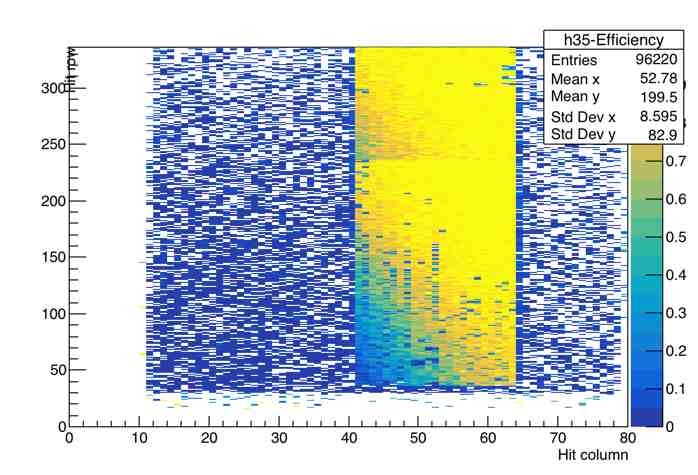 h35-Efficiency
Entries 96220
Mean x 52.78
Mean y 199.5
Std Dev x 8.595
Std Dev y 82.9
Hit row
300
250
200
150
100
50
0
0 10 20 30 40 50 60 70 80
Hit column
0.7
0.6
0.5
0.4
0.3
0.2
0.1
0